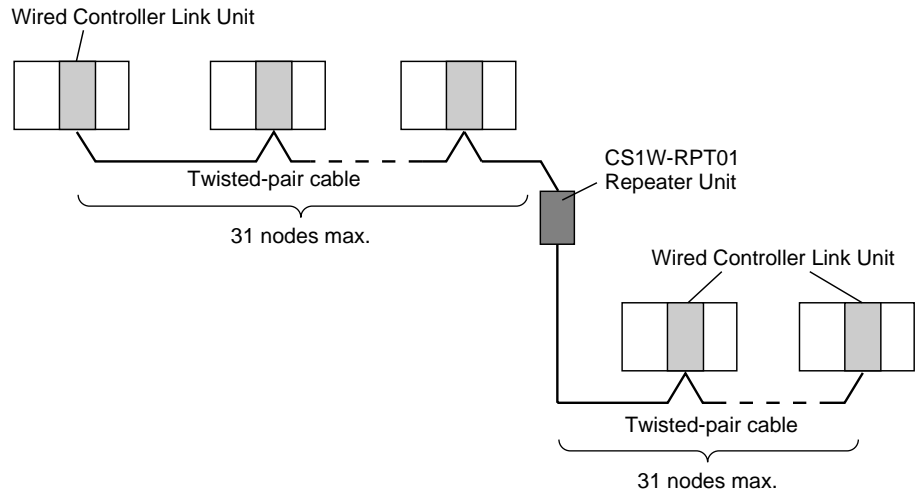 Wired Controller Link Unit
CS1W-RPT01
Repeater Unit
Twisted-pair cable
31 nodes max.
Wired Controller Link Unit
Twisted-pair cable
31 nodes max.